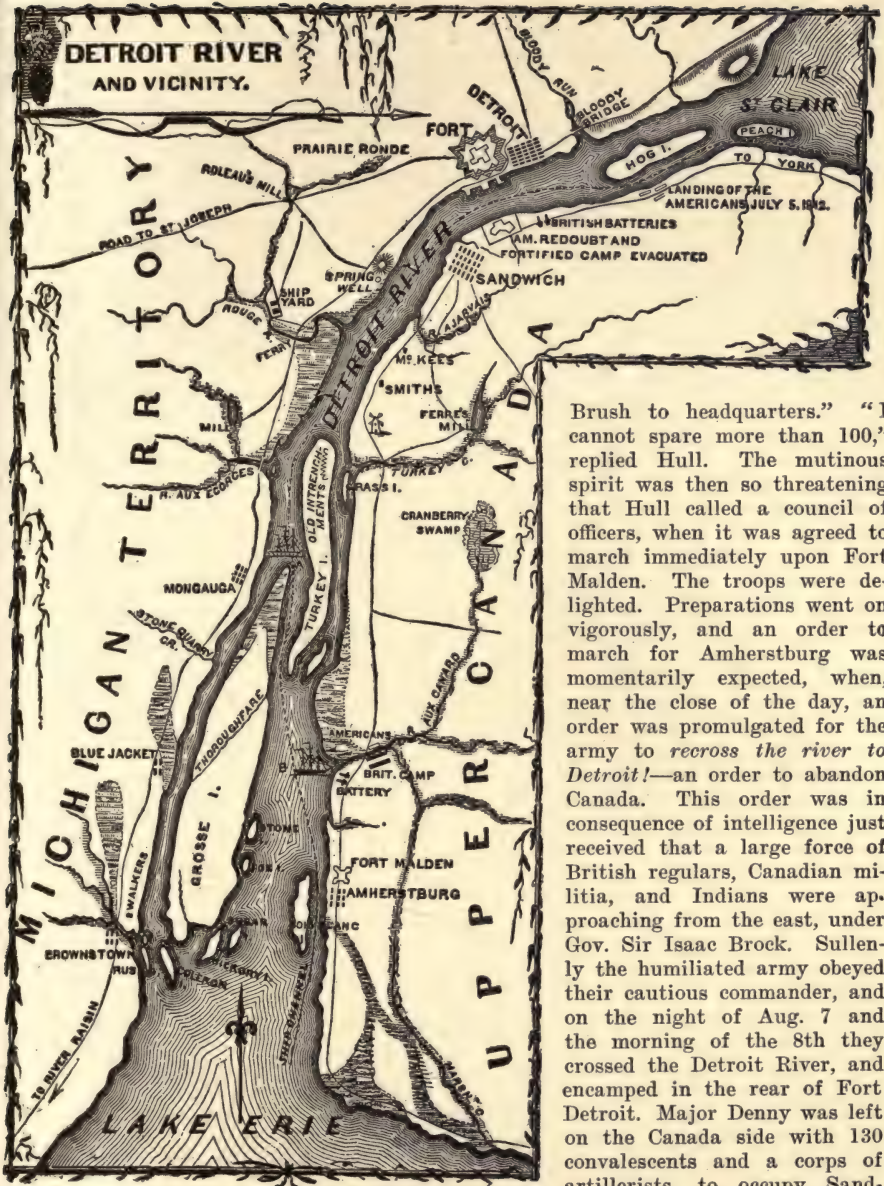 DETROIT RIVER
AND VICINITY.
BLOODY RUN
BLOODY
BRIDGE
LAKE
ST CLAIR
PEACH I.
DETROIT
FORT
HOG I.
TO YORK
PRAIRIE RONDE
ROLEAU'S MILL
ROAD TO ST JOSEPH
LANDING OF THE
AMERICANS JULY 5, 1812.
BRITISH BATTERIES
AM. REDOUBT AND
FORTIFIED CAMP EVACUATED
SANDWICH
SPRING
WELL
SHIP
YARD
ROUGE R.
FERRY
DETROIT RIVER
R. AJARVAIS
Mc KEES
SMITHS
FERRES
MILL
MILL
TURKEY C.
GRASS I.
R. AUX ECORGES
OLD INTRENCH-
MENTS
TURKEY I.
CRANBERRY
SWAMP
MONGAUGA
STONE QUARRY
CR.
THOROUGHFARE
AUX CANARD
R.
AMERICANS
BRIT. CAMP
BATTERY
B
BLUE JACKET
GROSSE I.
STONE
FORT MALDEN
AMHERSTBURG
WALKERS
BROWNSTOWN
HICKORY I.
SHIP CHANNEL
TO RIVER RAISIN
LAKE ERIE
MICHIGAN TERRITORY
UPPER CANADA
Brush to headquarters." "I
cannot spare more than 100,"
replied Hull. The mutinous
spirit was then so threatening
that Hull called a council of
officers, when it was agreed to
march immediately upon Fort
Malden. The troops were de-
lighted. Preparations went on
vigorously, and an order to
march for Amherstburg was
momentarily expected, when,
near the close of the day, an
order was promulgated for the
army to recross the river to
Detroit!—an order to abandon
Canada. This order was in
consequence of intelligence just
received that a large force of
British regulars, Canadian mi-
litia, and Indians were ap-
proaching from the east, under
Gov. Sir Isaac Brock. Sullen-
ly the humiliated army obeyed
their cautious commander, and
on the night of Aug. 7 and
the morning of the 8th they
crossed the Detroit River, and
encamped in the rear of Fort
Detroit. Major Denny was left
on the Canada side with 130
convalescents and a corps of
artillerists, to occupy Sand-